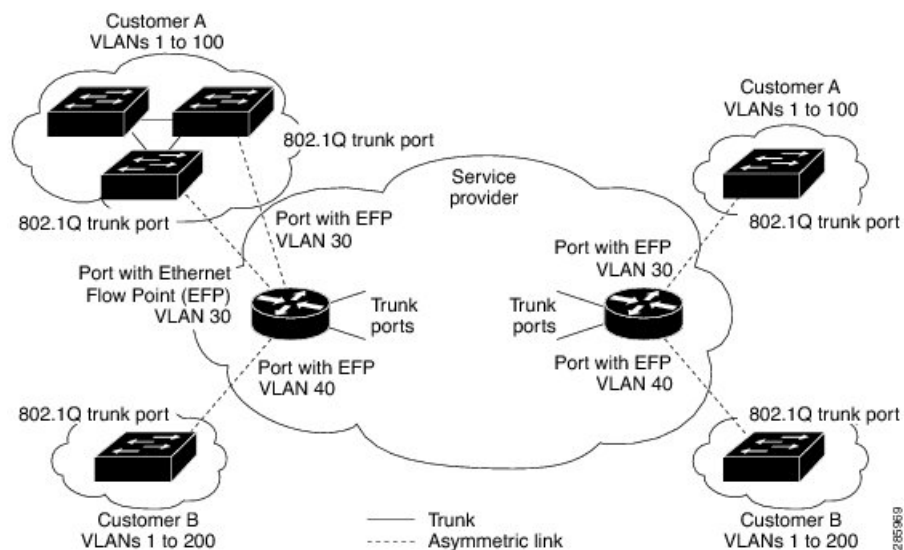 Customer A
VLANs 1 to 100
802.1Q trunk port
802.1Q trunk port
Customer A
VLANs 1 to 100
802.1Q trunk port
Service
provider
Port with EFP
VLAN 30
Port with Ethernet
Flow Point (EFP)
VLAN 30
Port with EFP
VLAN 30
Trunk
ports
Trunk
ports
Port with EFP
VLAN 40
Port with EFP
VLAN 40
802.1Q trunk port
802.1Q trunk port
Customer B
VLANs 1 to 200
Trunk
Asymmetric link
Customer B
VLANs 1 to 200
285969